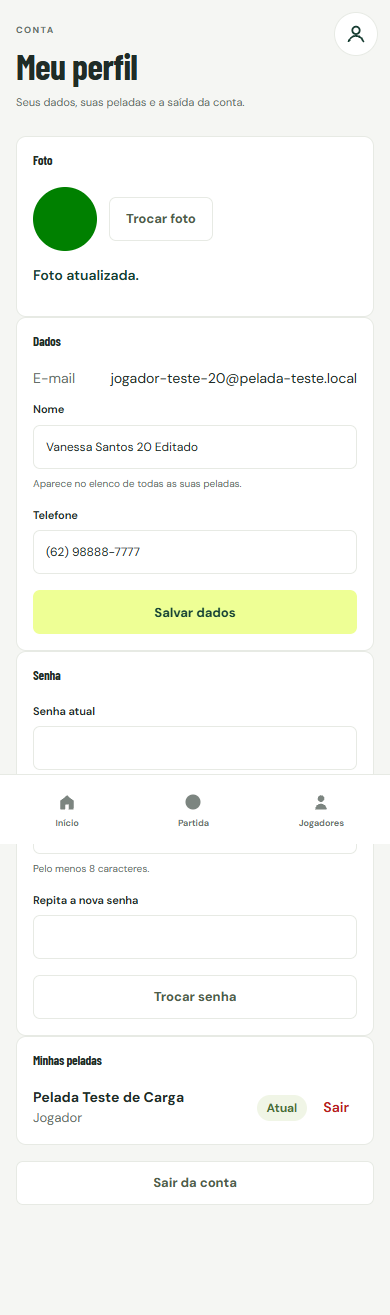 CONTA
Meu perfil
Seus dados, suas peladas e a saída da conta.
Foto
Trocar foto
Foto atualizada.
Dados
E-mail jogador-teste-20@pelada-teste.local
Nome
Vanessa Santos 20 Editado
Aparece no elenco de todas as suas peladas.
Telefone
(62) 98888-7777
Salvar dados
Senha
Senha atual
Início Partida Jogadores
Pelo menos 8 caracteres.
Repita a nova senha
Trocar senha
Minhas peladas
Pelada Teste de Carga
Jogador
Atual Sair
Sair da conta